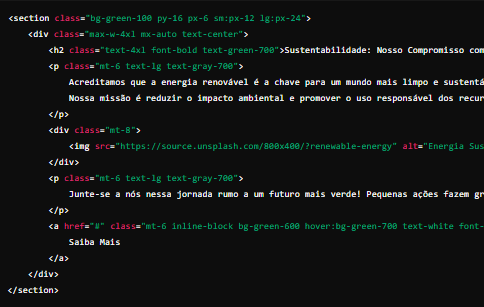 <section class="bg-green-100 py-16 px-6 sm:px-12 lg:px-24">
<div class="max-w-4xl mx-auto text-center">
<h2 class="text-4xl font-bold text-green-700">Sustentabilidade: Nosso Compromisso com
<p class="mt-6 text-lg text-gray-700">
Acreditamos que a energia renovável é a chave para um mundo mais limpo e sustentá
Nossa missão é reduzir o impacto ambiental e promover o uso responsável dos recur
</p>
<div class="mt-8">
<img src="https://source.unsplash.com/800x400/?renewable-energy" alt="Energia Sus
</div>
<p class="mt-6 text-lg text-gray-700">
Junte-se a nós nessa jornada rumo a um futuro mais verde! Pequenas ações fazem gr
</p>
<a href="#" class="mt-6 inline-block bg-green-600 hover:bg-green-700 text-white font-
Saiba Mais
</a>
</div>
</section>